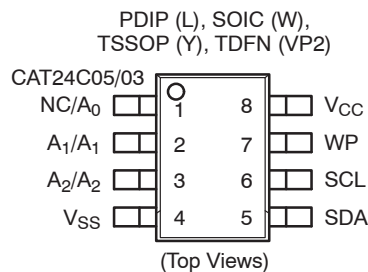 PDIP (L), SOIC (W),
TSSOP (Y), TDFN (VP2)
CAT24C05/03
NC/A0 1 8 VCC
A1/A1 2 7 WP
A2/A2 3 6 SCL
VSS 4 5 SDA
(Top Views)